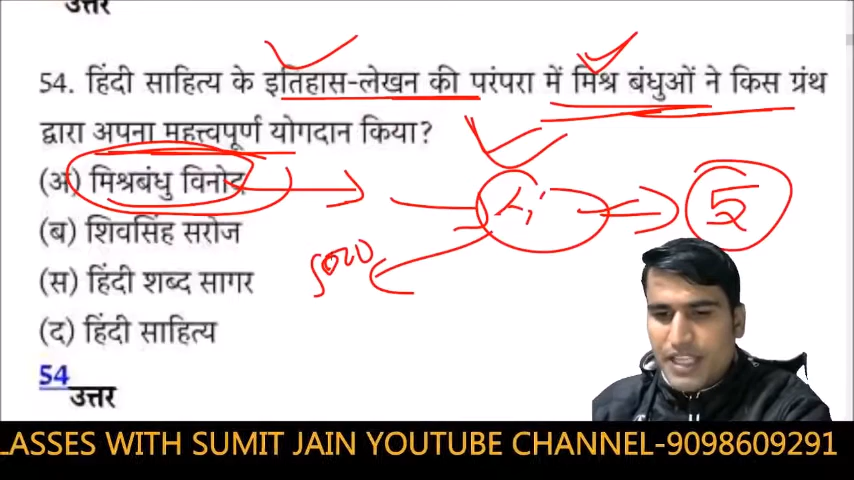 उत्तर
54. हिंदी साहित्य के इतिहास-लेखन की परंपरा में मिश्र बंधुओं ने किस ग्रंथ
द्वारा अपना महत्त्वपूर्ण योगदान किया?
(अ) मिश्रबंधु विनोद
(ब) शिवसिंह सरोज
(स) हिंदी शब्द सागर
(द) हिंदी साहित्य
5
54
उत्तर
LASSES WITH SUMIT JAIN YOUTUBE CHANNEL-9098609291